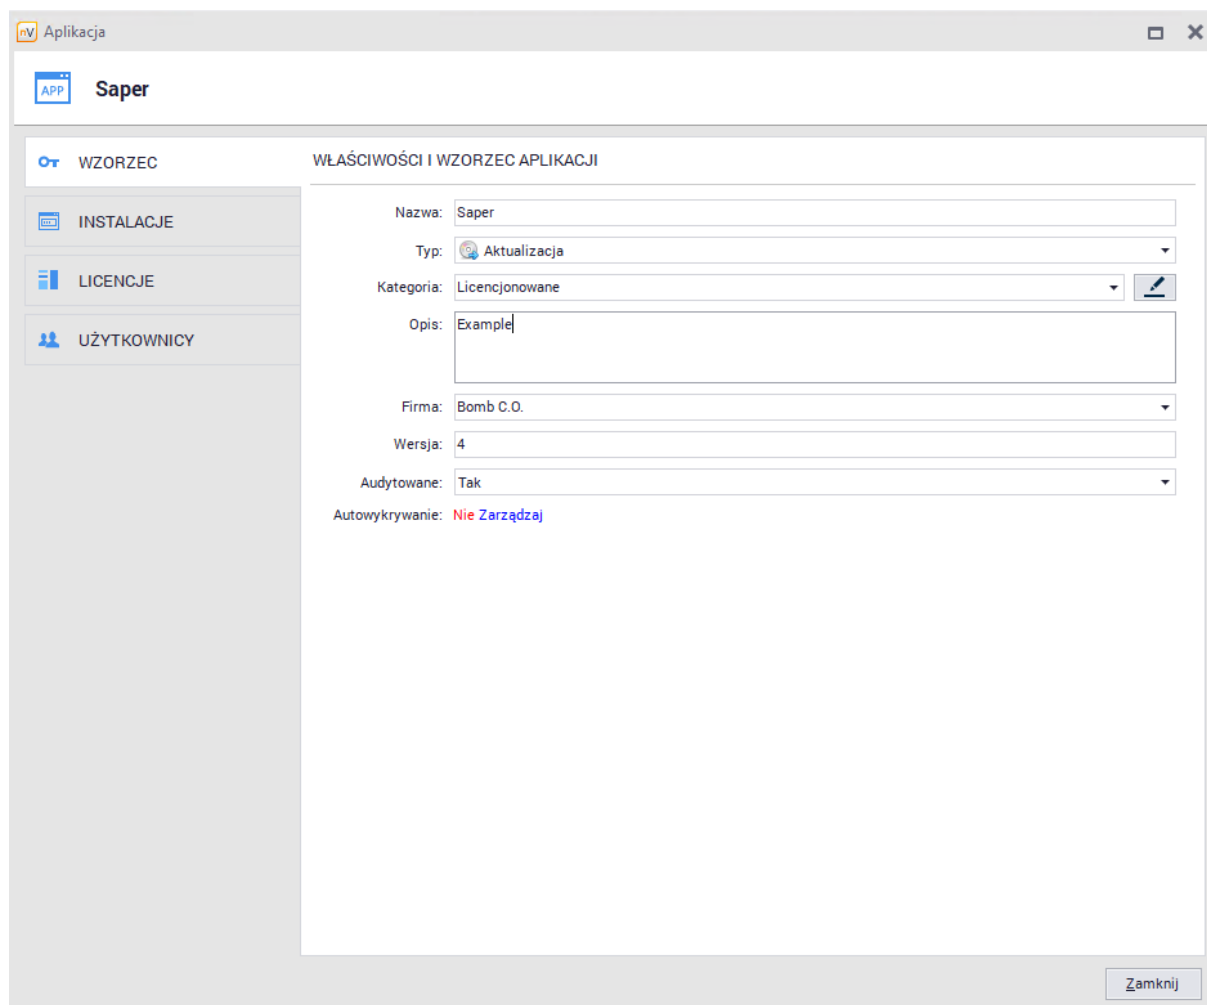 nV Aplikacja
APP Saper
WZORZEC
INSTALACJE
LICENCJE
UŻYTKOWNICY
WŁAŚCIWOŚCI I WZORZEC APLIKACJI
Nazwa: Saper
Typ: Aktualizacja
Kategoria: Licencjonowane
Opis: Example
Firma: Bomb C.O.
Wersja: 4
Audytowane: Tak
Autowykrywanie: Nie Zarządzaj
Zamknij